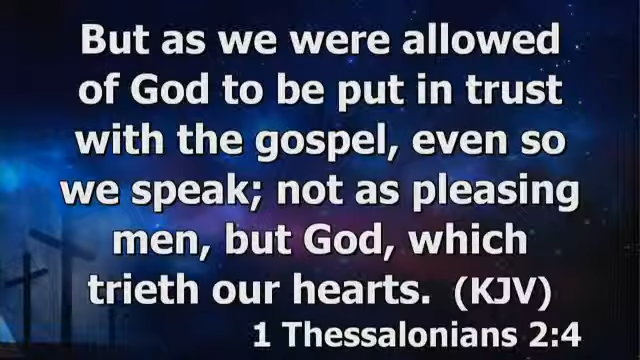 But as we were allowed
of God to be put in trust
with the gospel, even so
we speak; not as pleasing
men, but God, which
trieth our hearts. (KJV)
1 Thessalonians 2:4